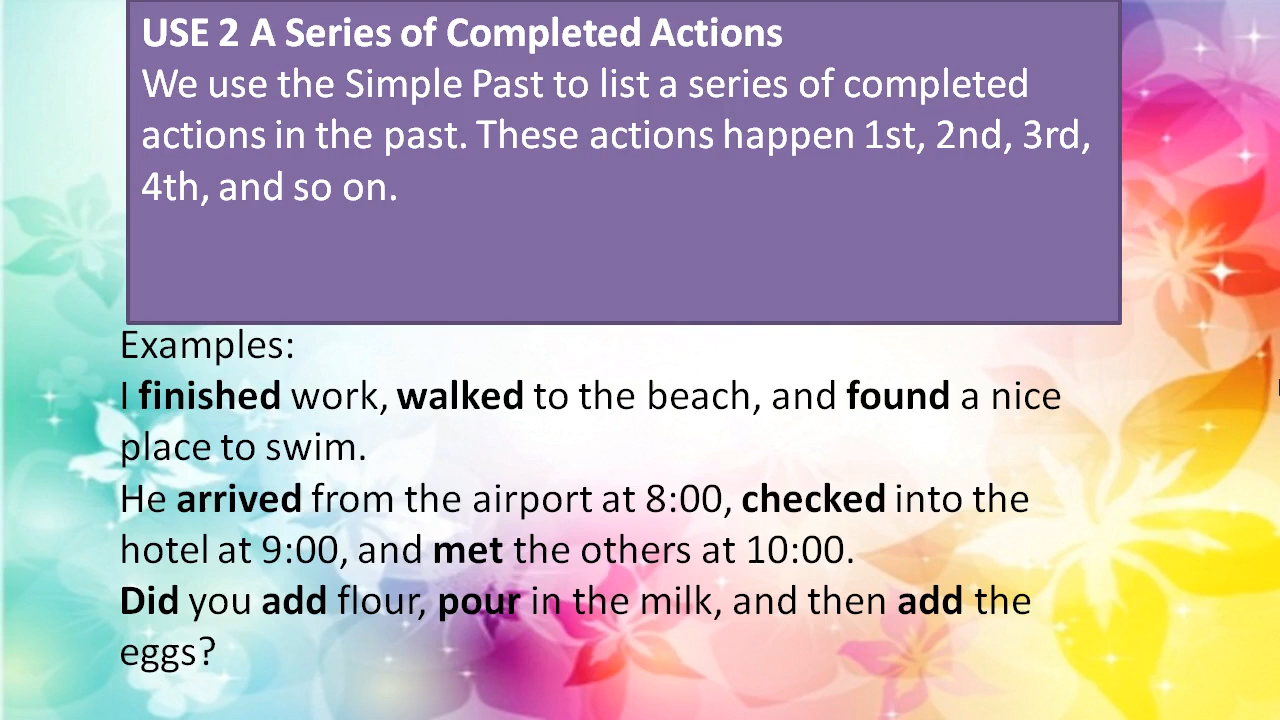 USE 2 A Series of Completed Actions
We use the Simple Past to list a series of completed
actions in the past. These actions happen 1st, 2nd, 3rd,
4th, and so on.
Examples:
I finished work, walked to the beach, and found a nice
place to swim.
He arrived from the airport at 8:00, checked into the
hotel at 9:00, and met the others at 10:00.
Did you add flour, pour in the milk, and then add the
eggs?